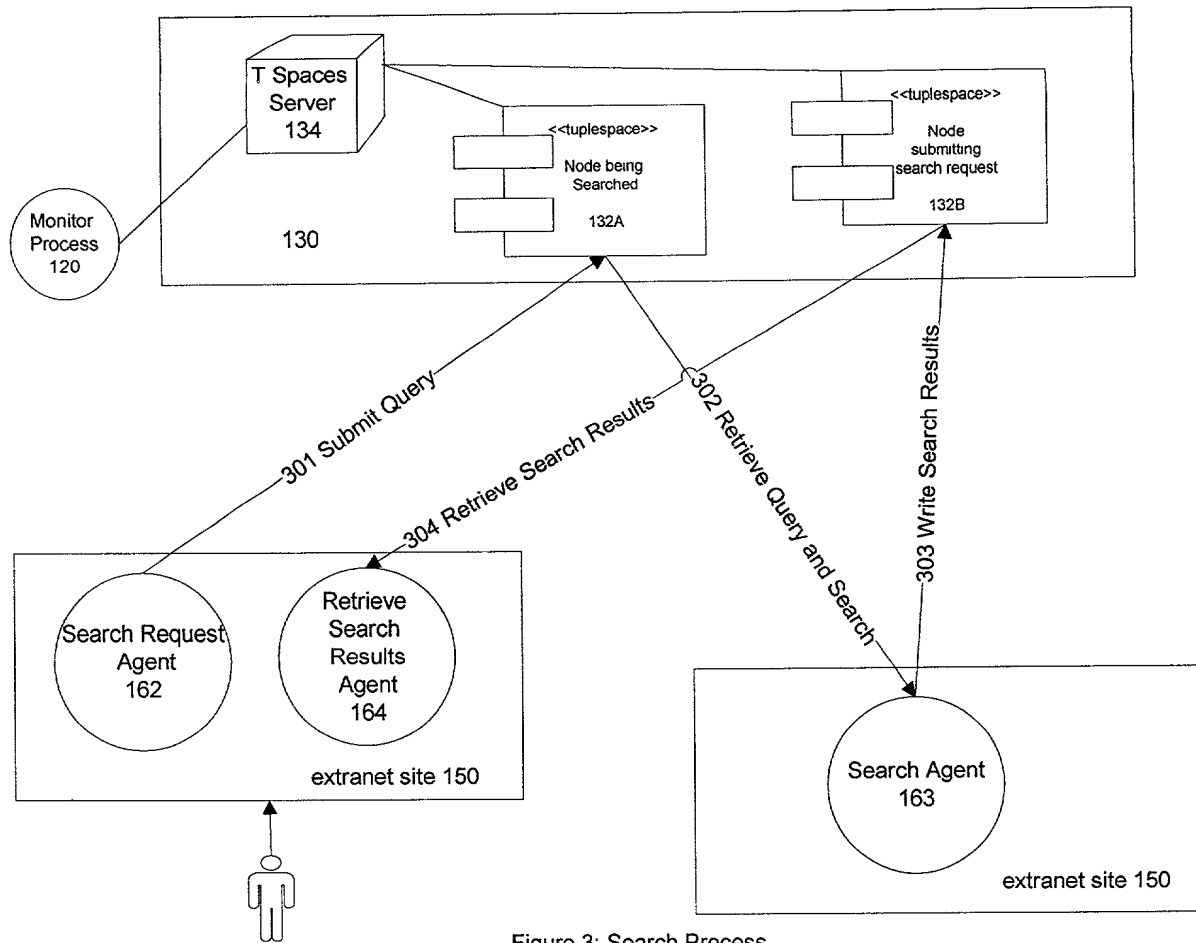 T Spaces
Server
134
<<tuplespace>>
Node being
Searched
132A
<<tuplespace>>
Node
submitting
search request
132B
Monitor
Process
120
130
301 Submit Query
304 Retrieve Search Results
302 Retrieve Query and Search
303 Write Search Results
Search Request
Agent
162
Retrieve
Search
Results
Agent
164
extranet site 150
Search Agent
163
extranet site 150
Figure 3: Search Process